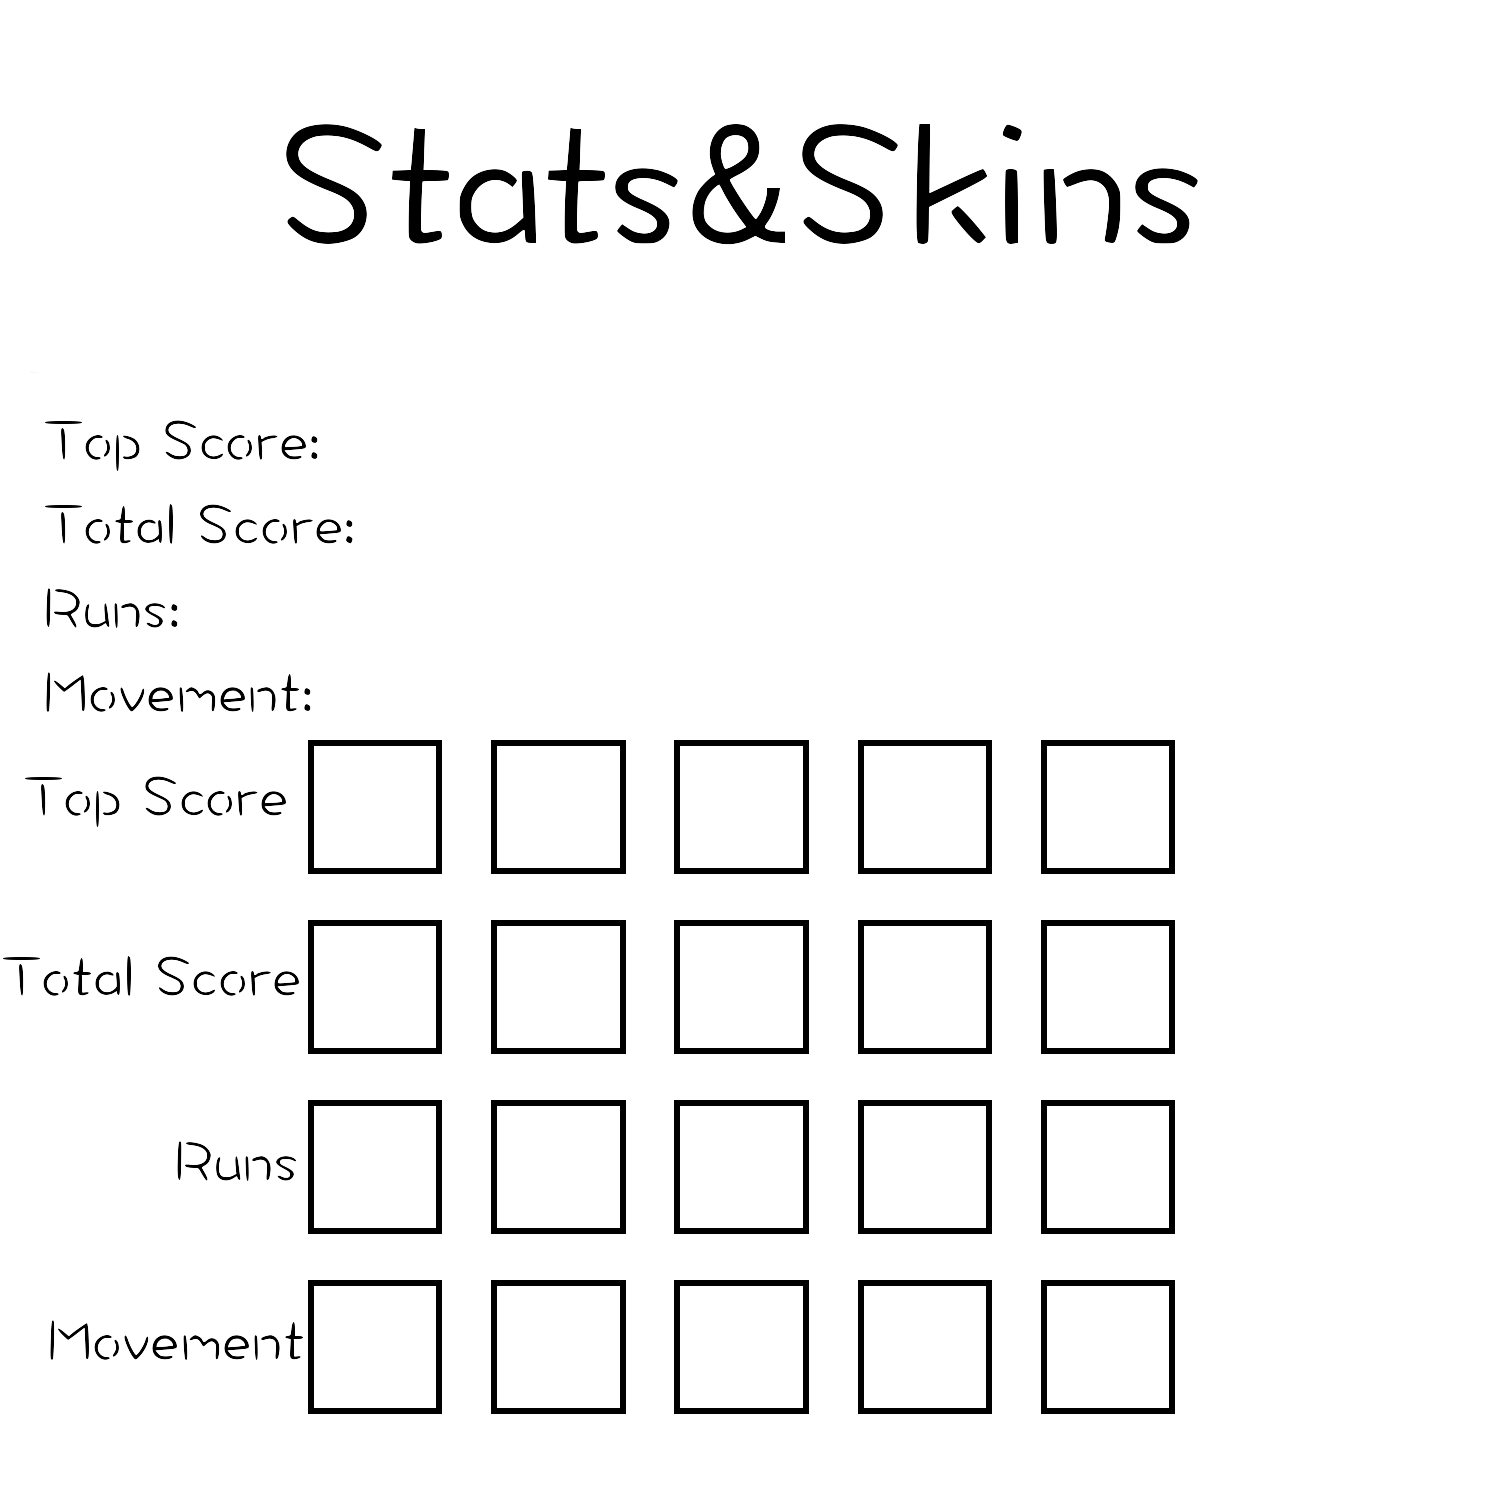 Stats&Skins
Top Score:
Total Score:
Runs:
Movement:
Top Score
Total Score
Runs
Movement